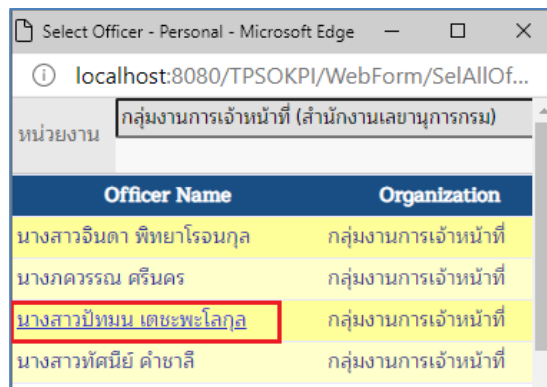 Select Officer - Personal - Microsoft Edge
localhost:8080/TPSOKPI/WebForm/SelAllOf...
หน่วยงาน กลุ่มงานการเจ้าหน้าที่ (สำนักงานเลขานุการกรม)
Officer Name Organization
นางสาวจินดา พิทยาโรจนกุล กลุ่มงานการเจ้าหน้าที่
นางภควรรณ ศรีนคร กลุ่มงานการเจ้าหน้าที่
นางสาวปัทมน เตชะพะโลกุล กลุ่มงานการเจ้าหน้าที่
นางสาวทัศนีย์ คำชาลี กลุ่มงานการเจ้าหน้าที่